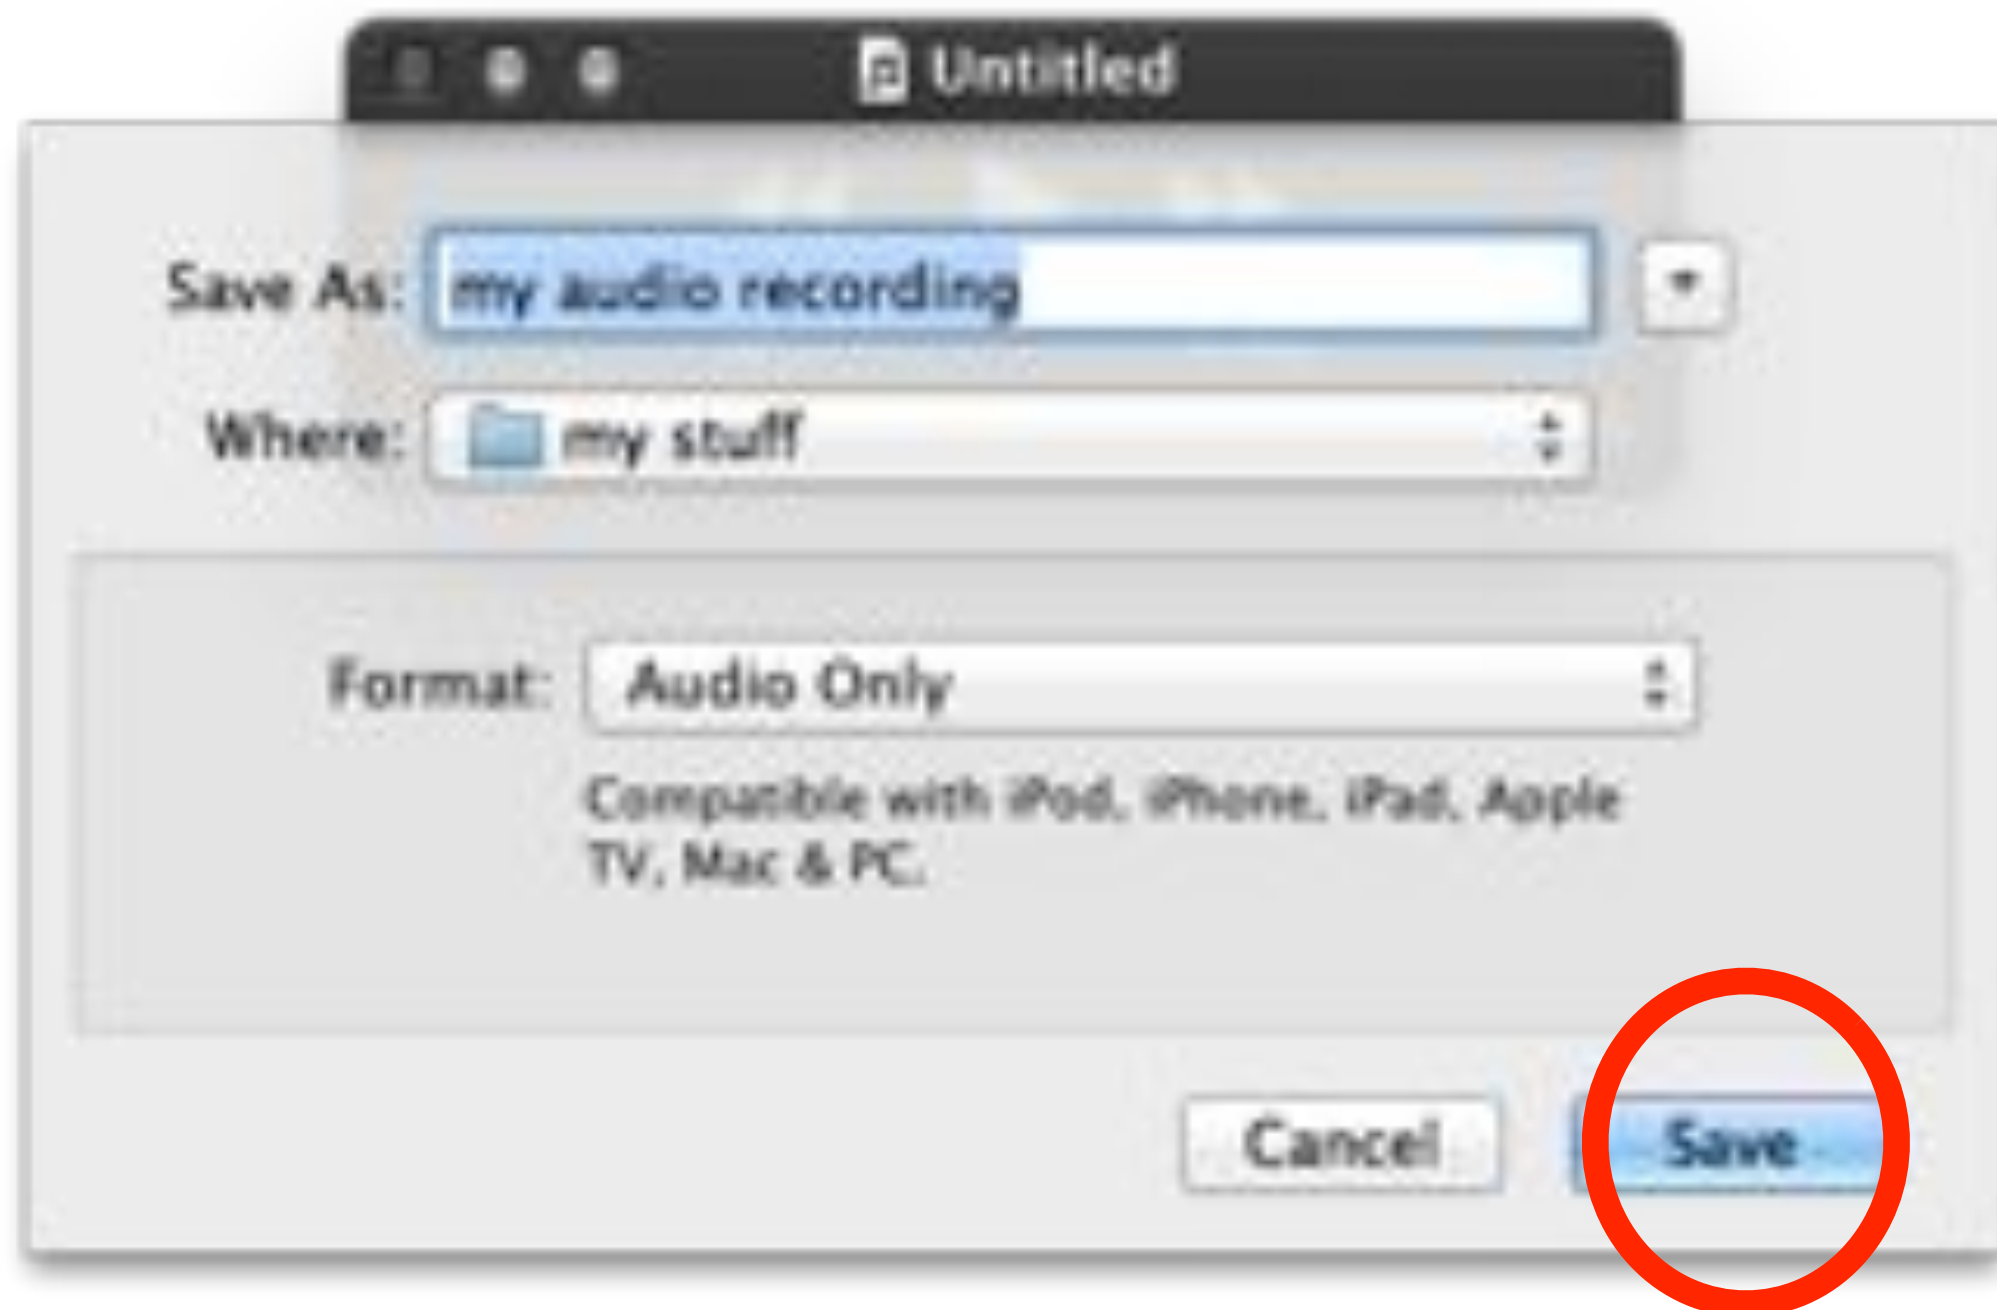 Untitled
Save As: my audio recording
Where: my stuff
Format: Audio Only
Compatible with iPod, iPhone, iPad, Apple
TV, Mac & PC.
Cancel Save